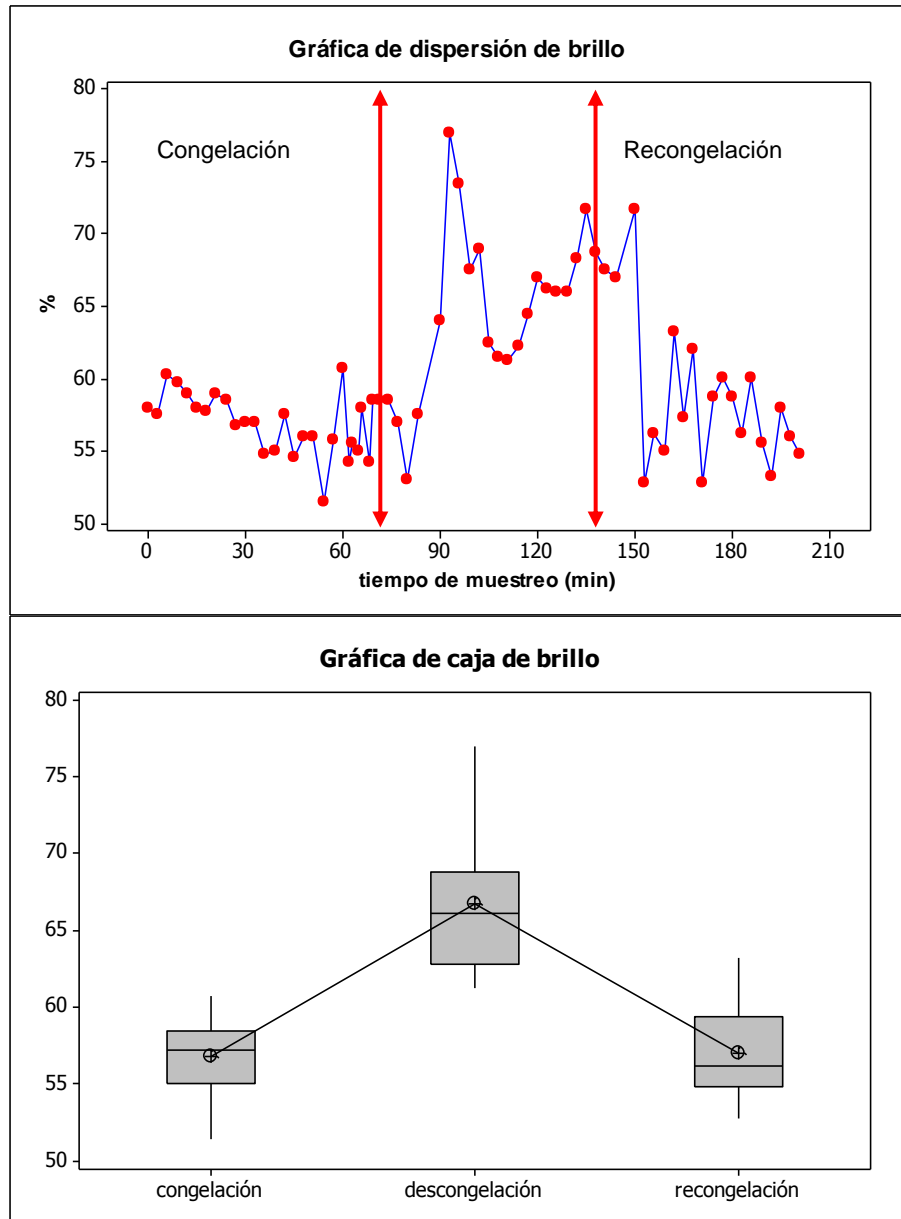 Gráfica de dispersión de brillo
80
75
70
65
60
55
50
%
Congelación
Recongelación
0 30 60 90 120 150 180 210
tiempo de muestreo (min)
Gráfica de caja de brillo
80
75
70
65
60
55
50
congelación descongelación recongelación